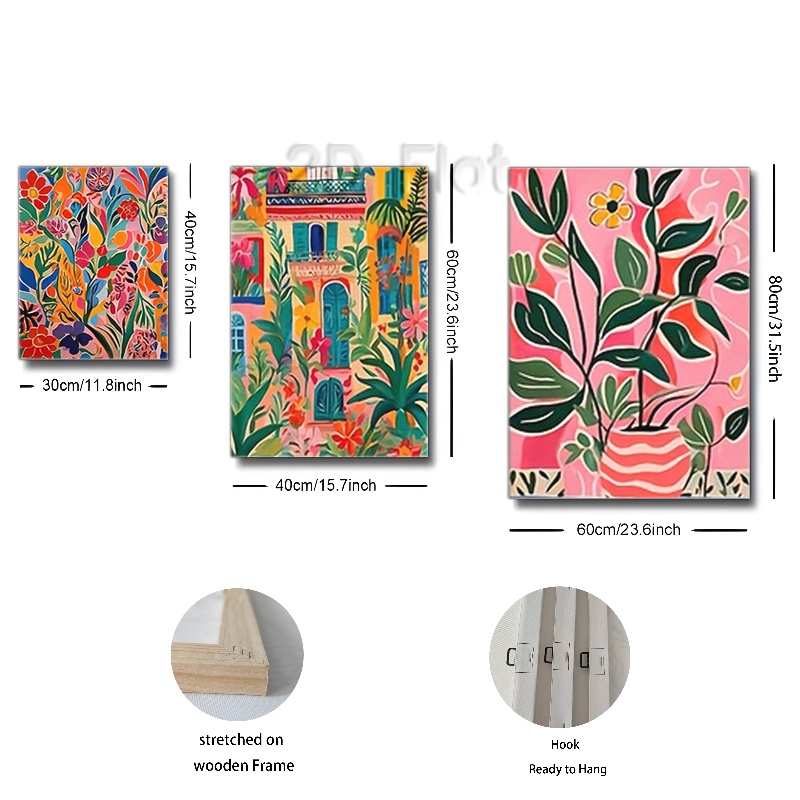 2D Flat
40cm/15.7inch
30cm/11.8inch
60cm/23.6inch
40cm/15.7inch
80cm/31.5inch
60cm/23.6inch
stretched on
wooden Frame
Hook
Ready to Hang